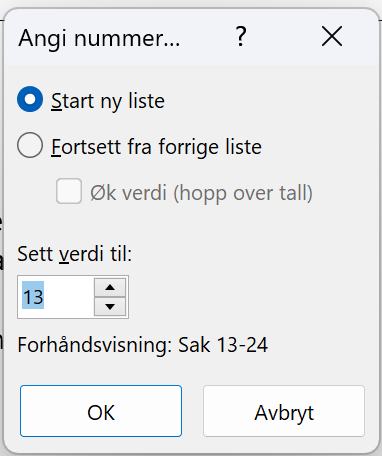 Angi nummer... ?
Start ny liste
Fortsett fra forrige liste
Øk verdi (hopp over tall)
Sett verdi til:
13
Forhåndsvisning: Sak 13-24
OK Avbryt